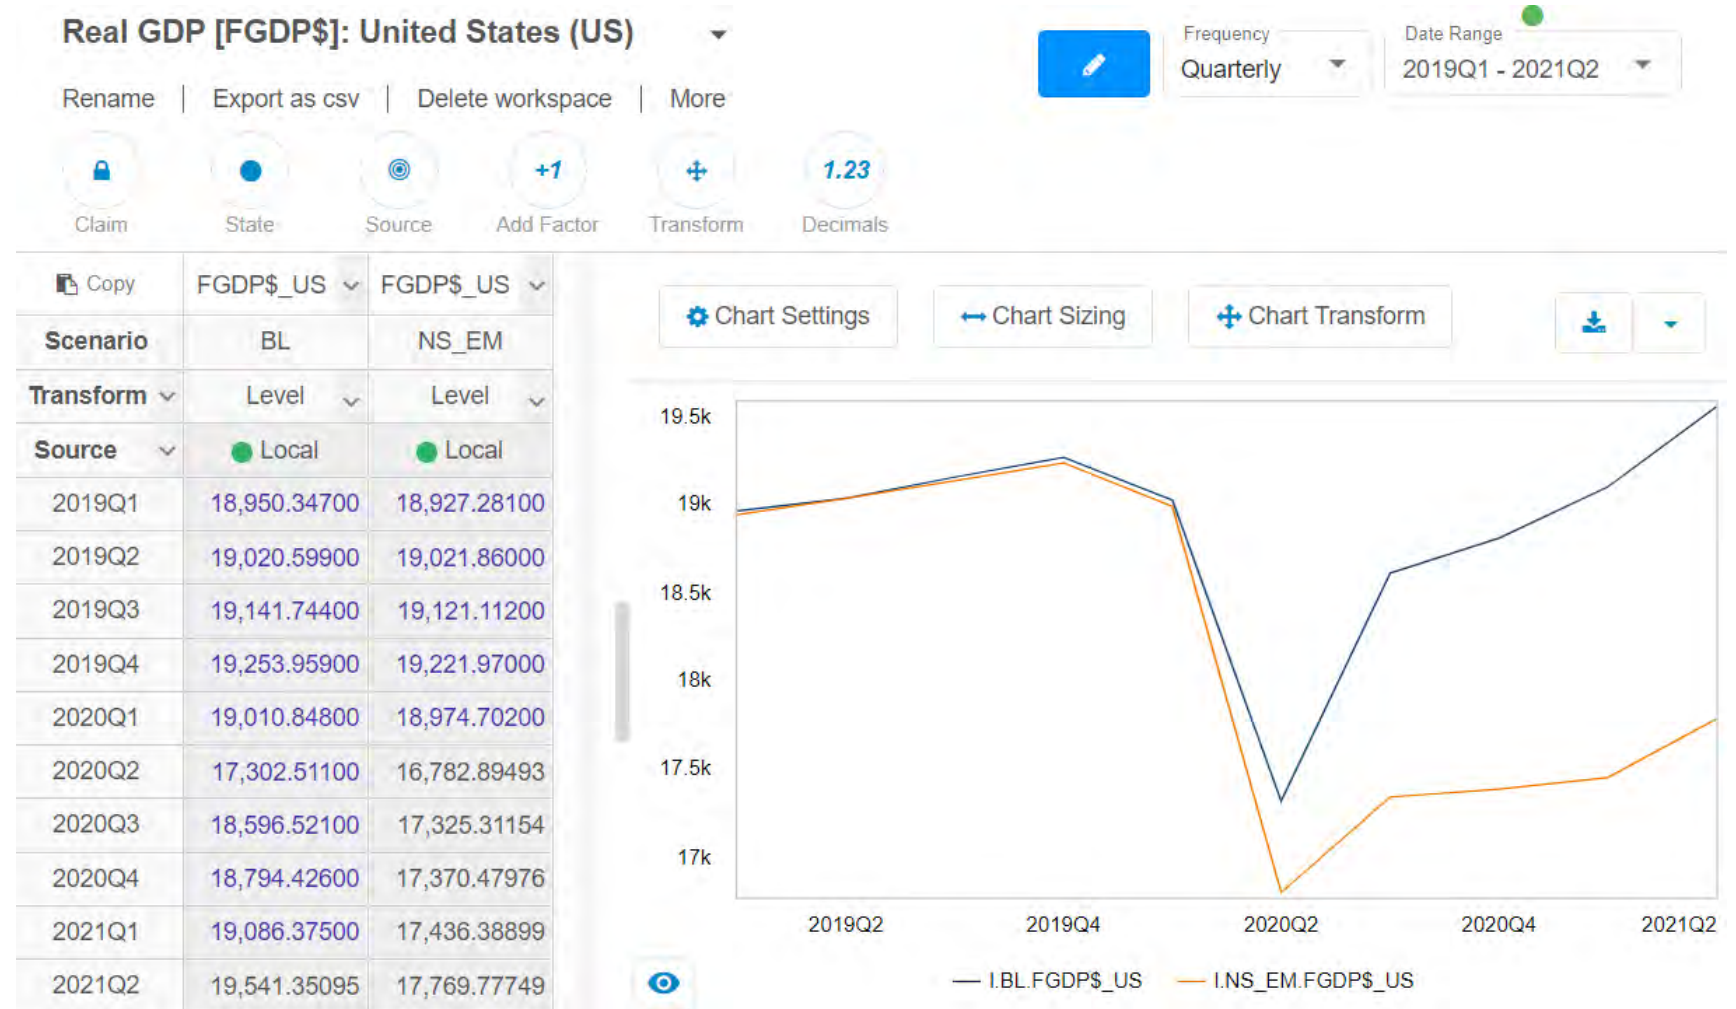 Real GDP [FGDP$]: United States (US)
Frequency
Quarterly
Date Range
2019Q1 - 2021Q2
Rename | Export as csv | Delete workspace | More
+1
1.23
Claim State Source Add Factor Transform Decimals
Copy FGDP$_US FGDP$_US
Scenario BL NS_EM
Transform Level Level
Source Local Local
2019Q1 18,950.34700 18,927.28100
2019Q2 19,020.59900 19,021.86000
2019Q3 19,141.74400 19,121.11200
2019Q4 19,253.95900 19,221.97000
2020Q1 19,010.84800 18,974.70200
2020Q2 17,302.51100 16,782.89493
2020Q3 18,596.52100 17,325.31154
2020Q4 18,794.42600 17,370.47976
2021Q1 19,086.37500 17,436.38899
2021Q2 19,541.35095 17,769.77749
Chart Settings Chart Sizing Chart Transform
19.5k
19k
18.5k
18k
17.5k
17k
2019Q2 2019Q4 2020Q2 2020Q4 2021Q2
I.BL.FGDP$_US I.NS_EM.FGDP$_US